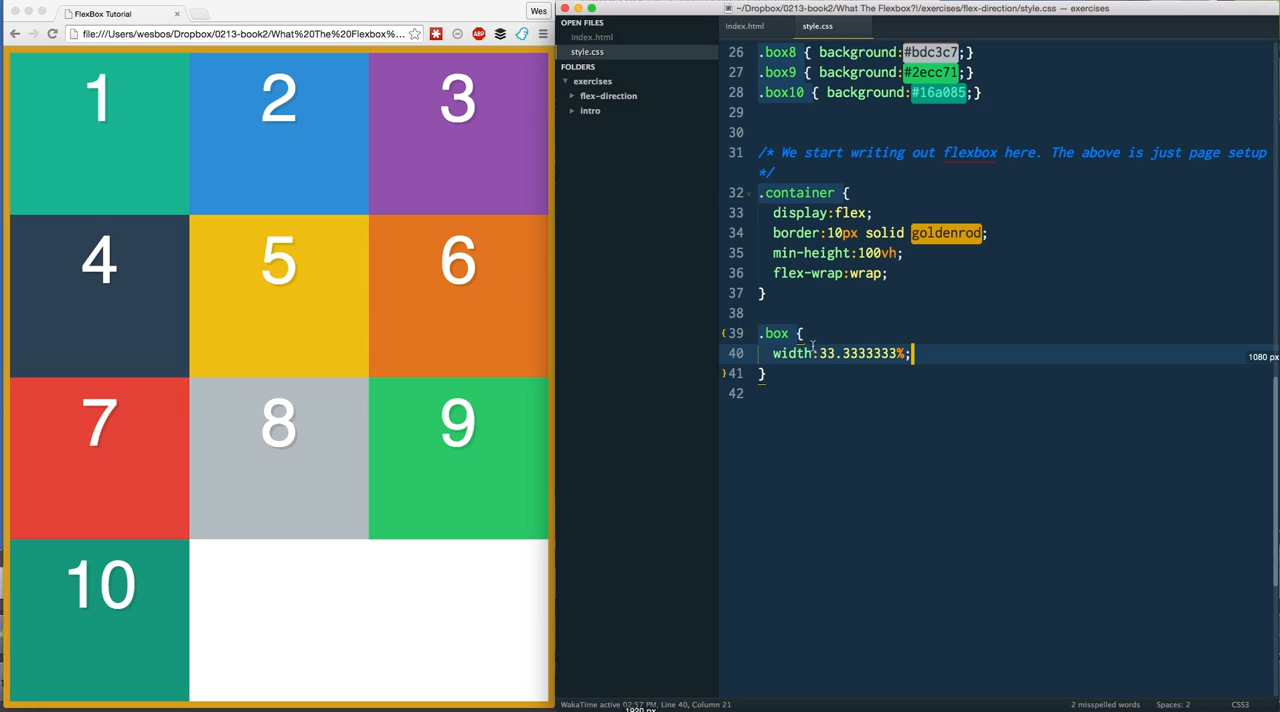 FlexBox Tutorial
Wes
file:///Users/wesbos/Dropbox/0213-book2/What%20The%20Flexbox%...
ABP
1 2 3
4 5 6
7 8 9
10
~/Dropbox/0213-book2/What The Flexbox?!/exercises/flex-direction/style.css — exercises
OPEN FILES
index.html
style.css
FOLDERS
exercises
flex-direction
intro
index.html style.css
26 .box8 { background:#bdc3c7;}
27 .box9 { background:#2ecc71;}
28 .box10 { background:#16a085;}
29
30
31 /* We start writing out flexbox here. The above is just page setup
*/
32 .container {
33 display:flex;
34 border:10px solid goldenrod;
35 min-height:100vh;
36 flex-wrap:wrap;
37 }
38
39 .box {
40 width:33.3333333%;
41 }
42
1080 px
WakaTime active 02:57 PM, Line 40, Column 21
2 misspelled words
Spaces: 2
CSS3
1920 px